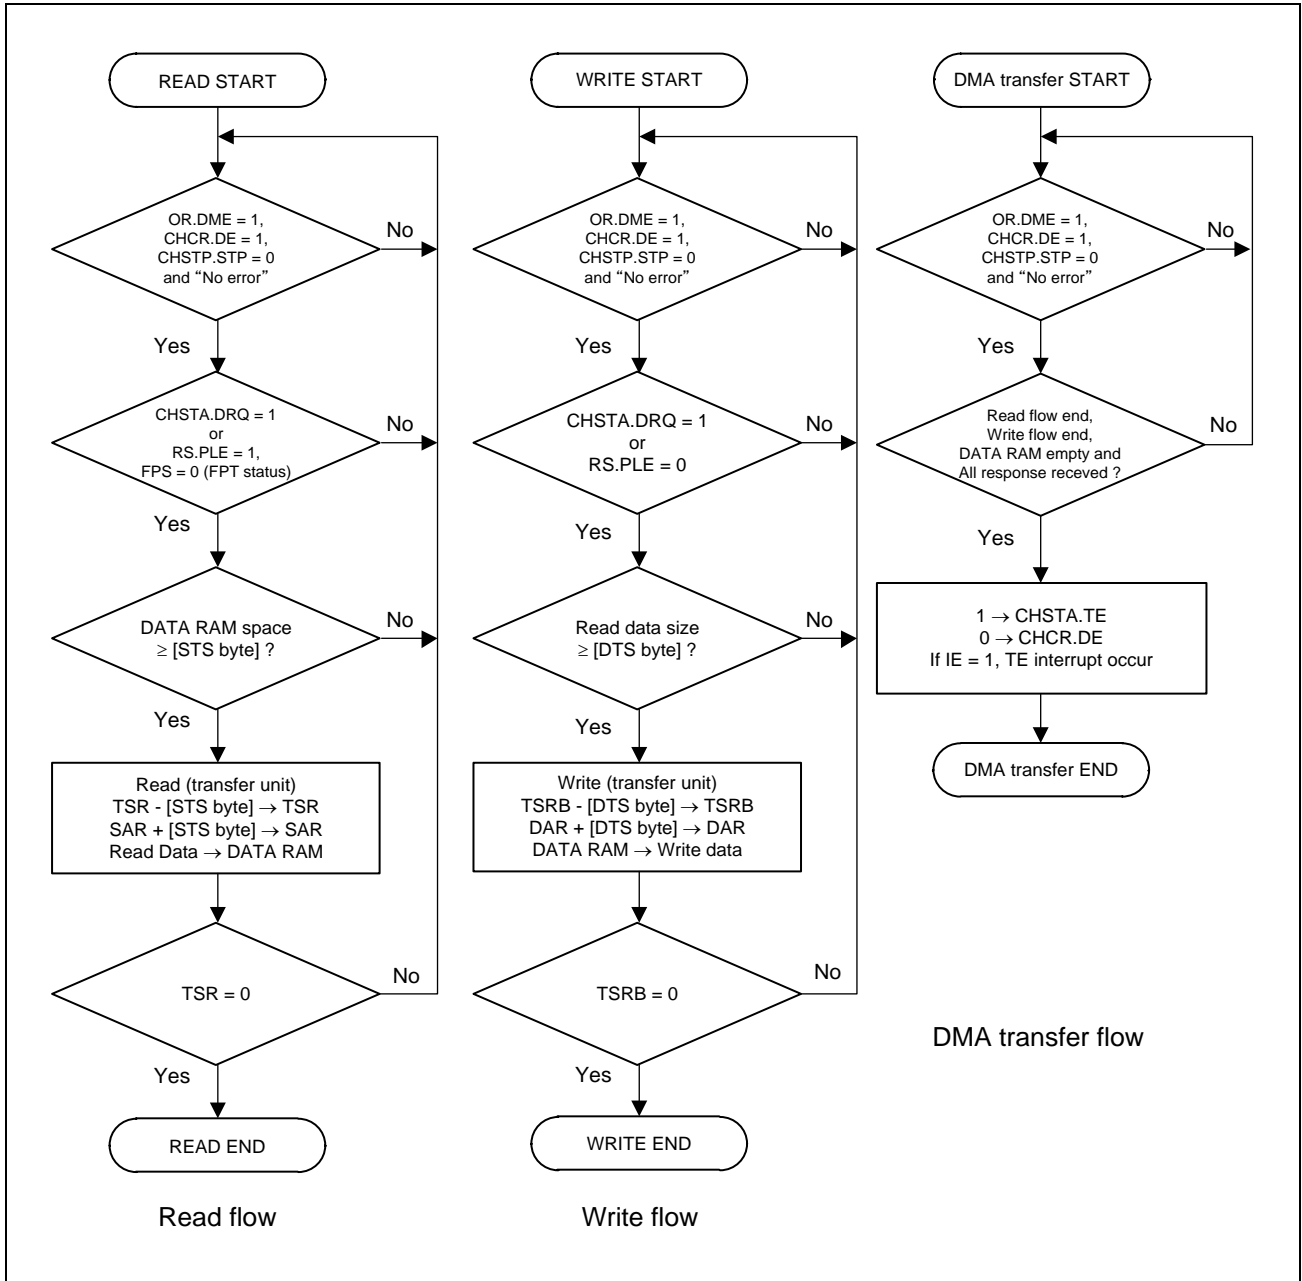 READ START
OR.DME = 1,
CHCR.DE = 1,
CHSTP.STP = 0
and “No error”
No
Yes
CHSTA.DRQ = 1
or
RS.PLE = 1,
FPS = 0 (FPT status)
No
Yes
DATA RAM space
≥ [STS byte] ?
No
Yes
Read (transfer unit)
TSR - [STS byte] → TSR
SAR + [STS byte] → SAR
Read Data → DATA RAM
TSR = 0
No
Yes
READ END
Read flow
WRITE START
OR.DME = 1,
CHCR.DE = 1,
CHSTP.STP = 0
and “No error”
No
Yes
CHSTA.DRQ = 1
or
RS.PLE = 0
No
Yes
Read data size
≥ [DTS byte] ?
No
Yes
Write (transfer unit)
TSRB - [DTS byte] → TSRB
DAR + [DTS byte] → DAR
DATA RAM → Write data
TSRB = 0
No
Yes
WRITE END
Write flow
DMA transfer START
OR.DME = 1,
CHCR.DE = 1,
CHSTP.STP = 0
and “No error”
No
Yes
Read flow end,
Write flow end,
DATA RAM empty and
All response receved ?
No
Yes
1 → CHSTA.TE
0 → CHCR.DE
If IE = 1, TE interrupt occur
DMA transfer END
DMA transfer flow